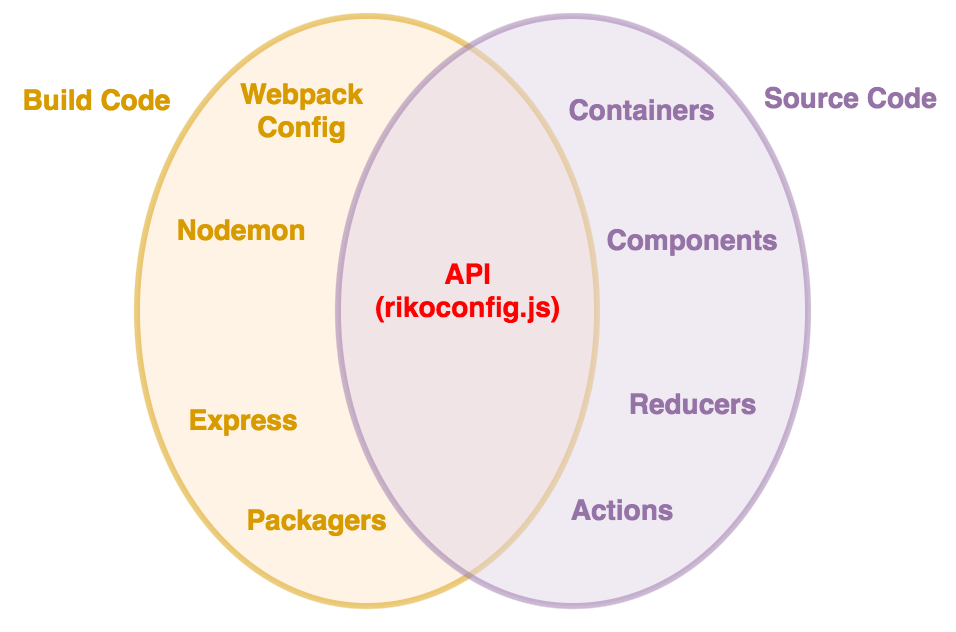 Build Code
Webpack
Config
Nodemon
Express
Packagers
API
(rikoconfig.js)
Containers
Source Code
Components
Reducers
Actions